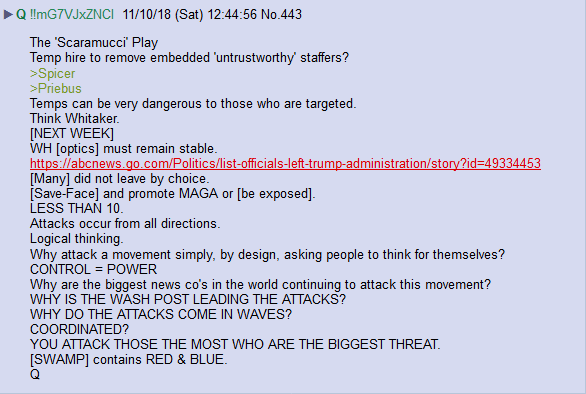 Q !!mG7VJxZNCI 11/10/18 (Sat) 12:44:56 No.443
The 'Scaramucci' Play
Temp hire to remove embedded 'untrustworthy' staffers?
>Spicer
>Priebus
Temps can be very dangerous to those who are targeted.
Think Whitaker.
[NEXT WEEK]
WH [optics] must remain stable.
https://abcnews.go.com/Politics/list-officials-left-trump-administration/story?id=49334453
[Many] did not leave by choice.
[Save-Face] and promote MAGA or [be exposed].
LESS THAN 10.
Attacks occur from all directions.
Logical thinking.
Why attack a movement simply, by design, asking people to think for themselves?
CONTROL = POWER
Why are the biggest news co's in the world continuing to attack this movement?
WHY IS THE WASH POST LEADING THE ATTACKS?
WHY DO THE ATTACKS COME IN WAVES?
COORDINATED?
YOU ATTACK THOSE THE MOST WHO ARE THE BIGGEST THREAT.
[SWAMP] contains RED & BLUE.
Q